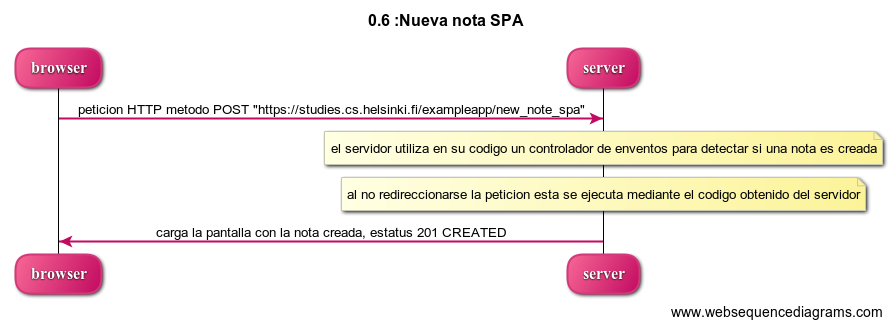 0.6 :Nueva nota SPA
browser
server
peticion HTTP metodo POST "https://studies.cs.helsinki.fi/exampleapp/new_note_spa"
el servidor utiliza en su codigo un controlador de enventos para detectar si una nota es creada
al no redireccionarse la peticion esta se ejecuta mediante el codigo obtenido del servidor
carga la pantalla con la nota creada, estatus 201 CREATED
browser
server
www.websequencediagrams.com